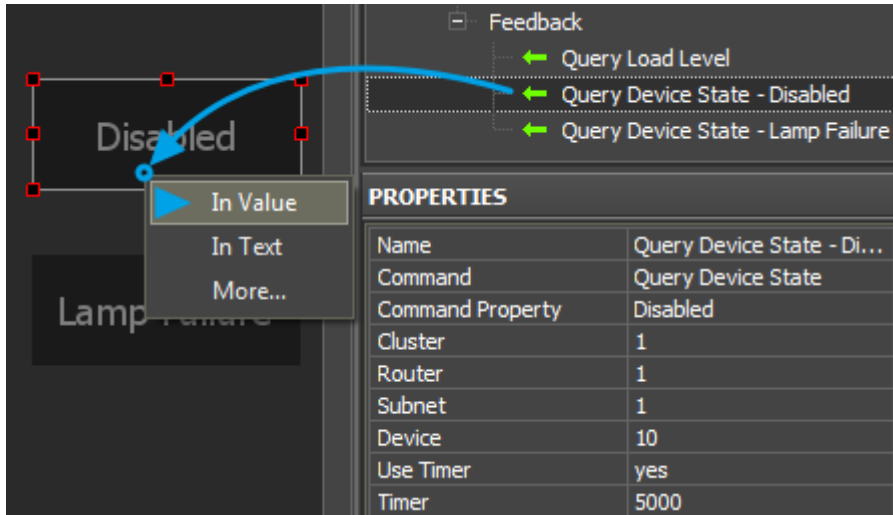 Feedback
Query Load Level
Query Device State - Disabled
Query Device State - Lamp Failure
Disabled
In Value
In Text
More...
Lamp Failure
PROPERTIES
Name Query Device State - Di...
Command Query Device State
Command Property Disabled
Cluster 1
Router 1
Subnet 1
Device 10
Use Timer yes
Timer 5000